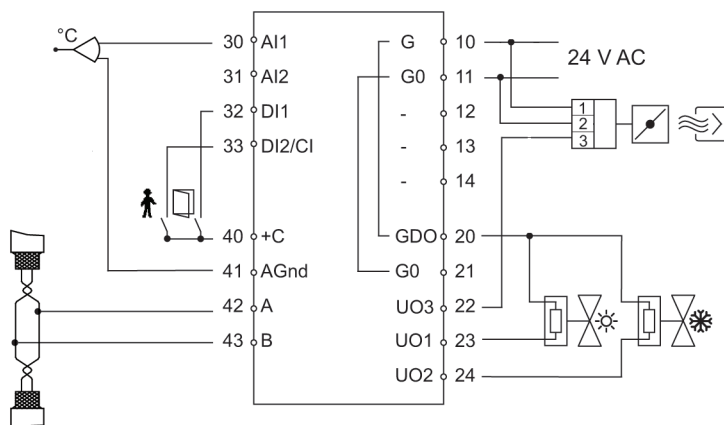 °C
30 AI1 G 10
24 V AC
31 AI2 G0 11
32 DI1 - 12
1
2
3
33 DI2/CI - 13
- 14
40 +C GDO 20
41 AGnd G0 21
42 A UO3 22
43 B UO1 23
UO2 24